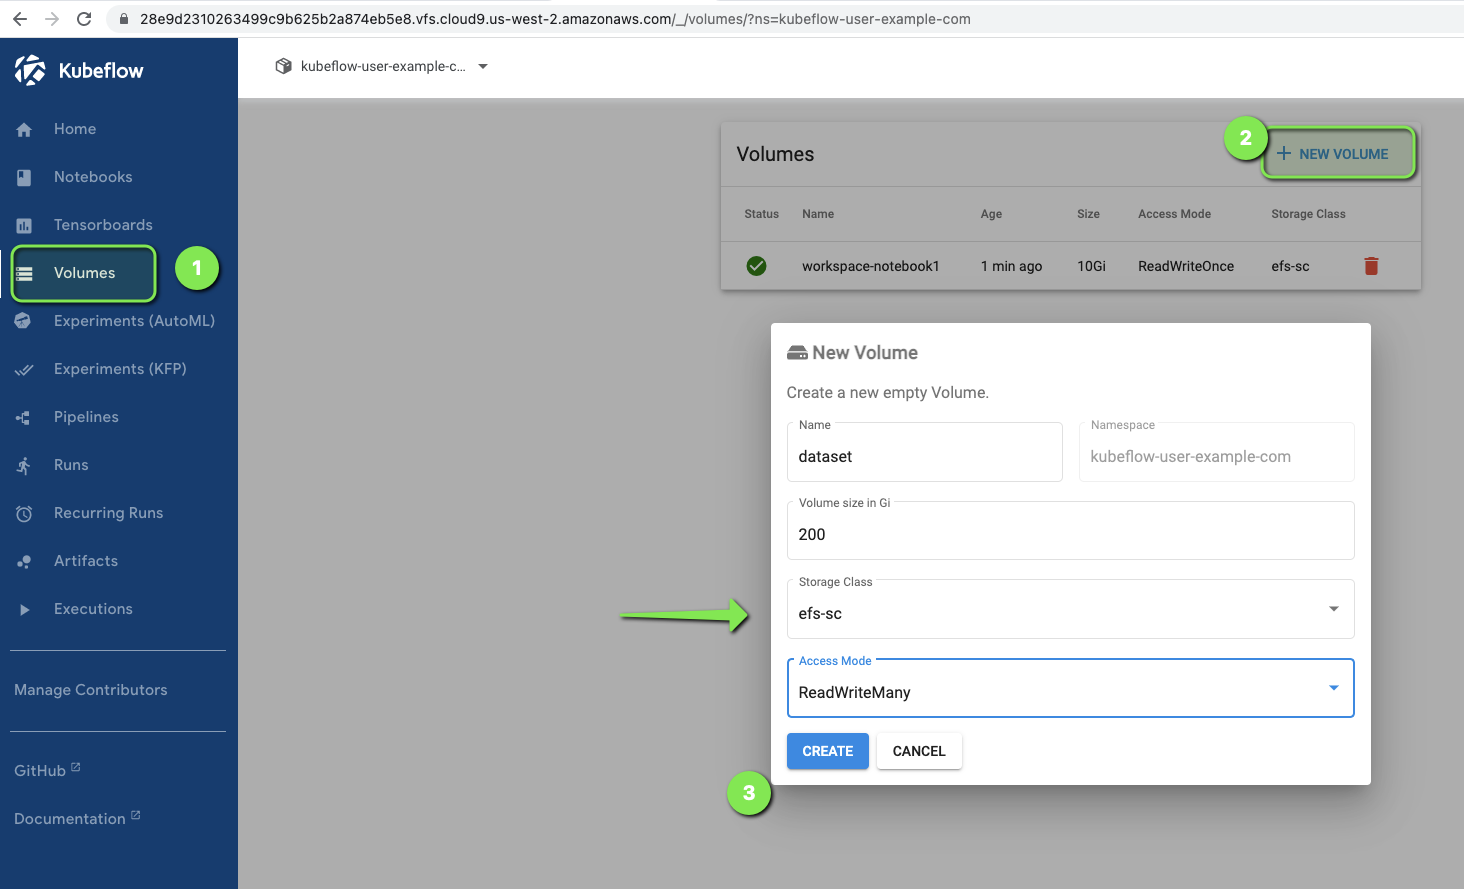 28e9d2310263499c9b625b2a874eb5e8.vfs.cloud9.us-west-2.amazonaws.com/_/volumes/?ns=kubeflow-user-example-com
Kubeflow
kubeflow-user-example-c...
Home
Notebooks
Tensorboards
Volumes
1
Experiments (AutoML)
Experiments (KFP)
Pipelines
Runs
Recurring Runs
Artifacts
Executions
Manage Contributors
GitHub
Documentation
Volumes
2
+ NEW VOLUME
Status Name Age Size Access Mode Storage Class
workspace-notebook1 1 min ago 10Gi ReadWriteOnce efs-sc
New Volume
Create a new empty Volume.
Name
dataset
Namespace
kubeflow-user-example-com
Volume size in Gi
200
Storage Class
efs-sc
Access Mode
ReadWriteMany
CREATE CANCEL
3